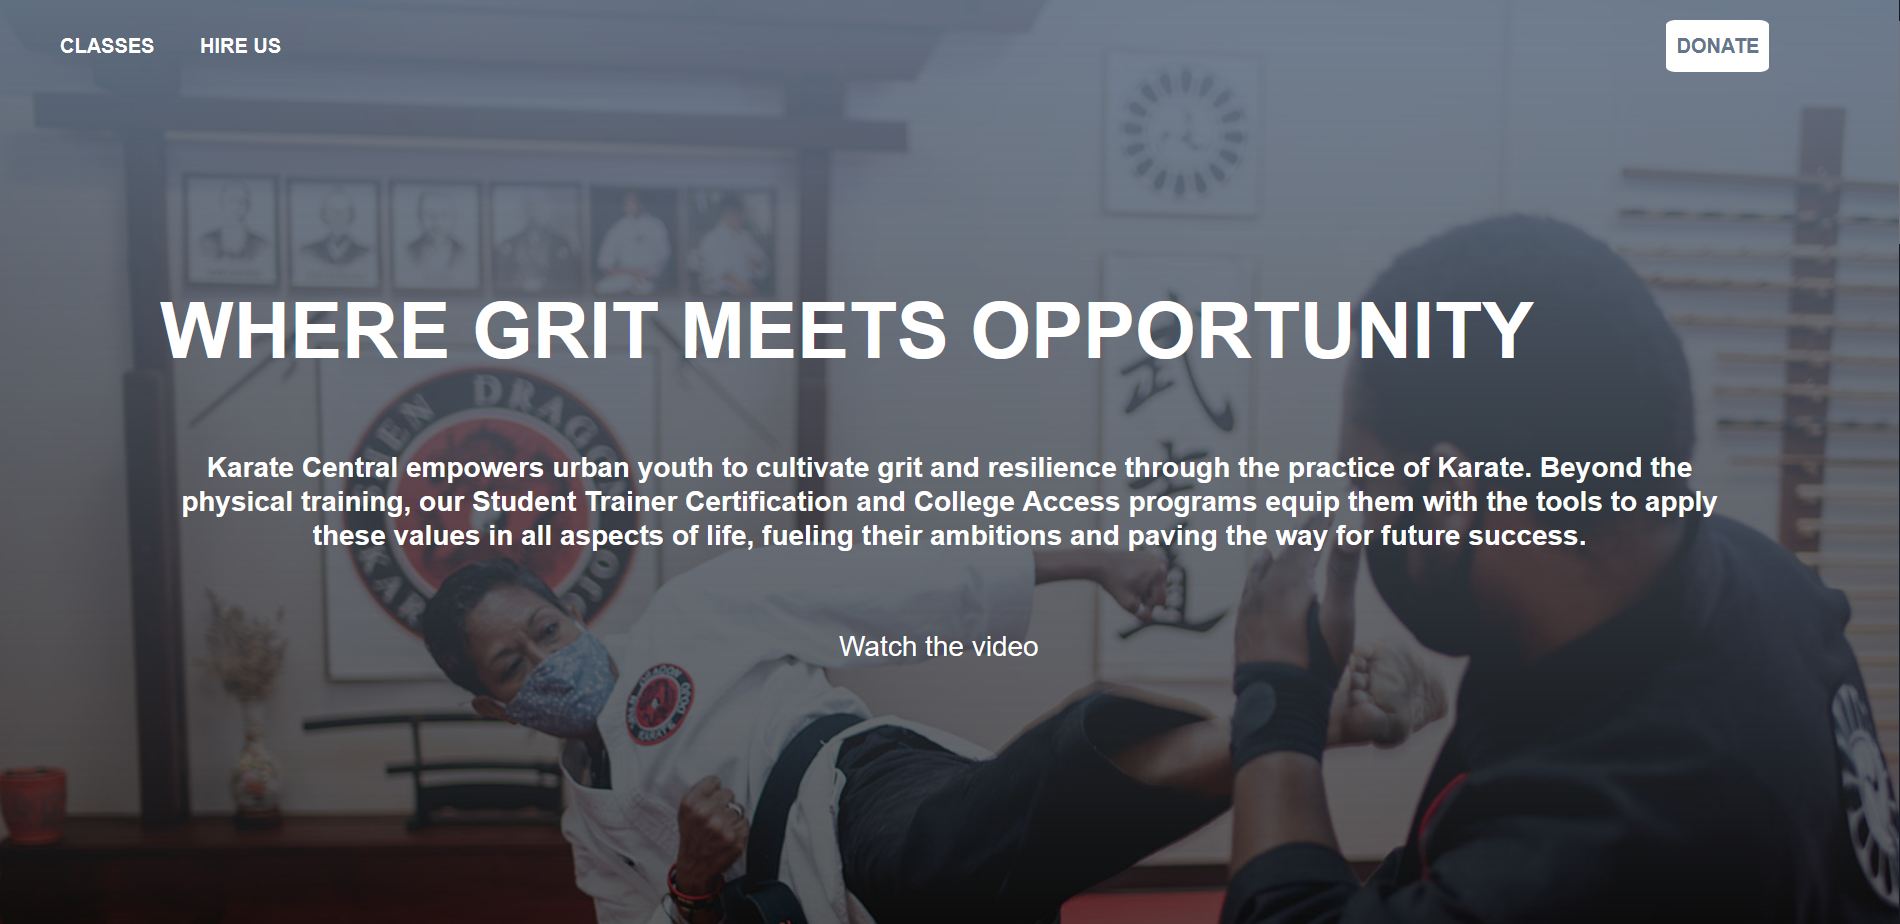 CLASSES
HIRE US
DONATE
WHERE GRIT MEETS OPPORTUNITY
Karate Central empowers urban youth to cultivate grit and resilience through the practice of Karate. Beyond the
physical training, our Student Trainer Certification and College Access programs equip them with the tools to apply
these values in all aspects of life, fueling their ambitions and paving the way for future success.
Watch the video
武
道
DRAGON